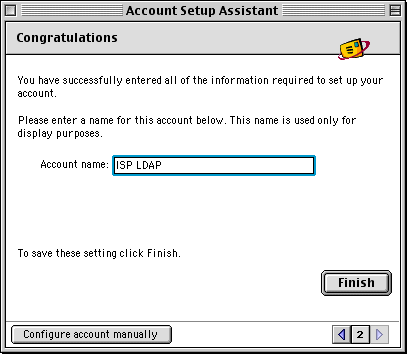 Account Setup Assistant
Congratulations
You have successfully entered all of the information required to set up your
account.
Please enter a name for this account below. This name is used only for
display purposes.
Account name: ISP LDAP
To save these setting click Finish.
Finish
Configure account manually
2